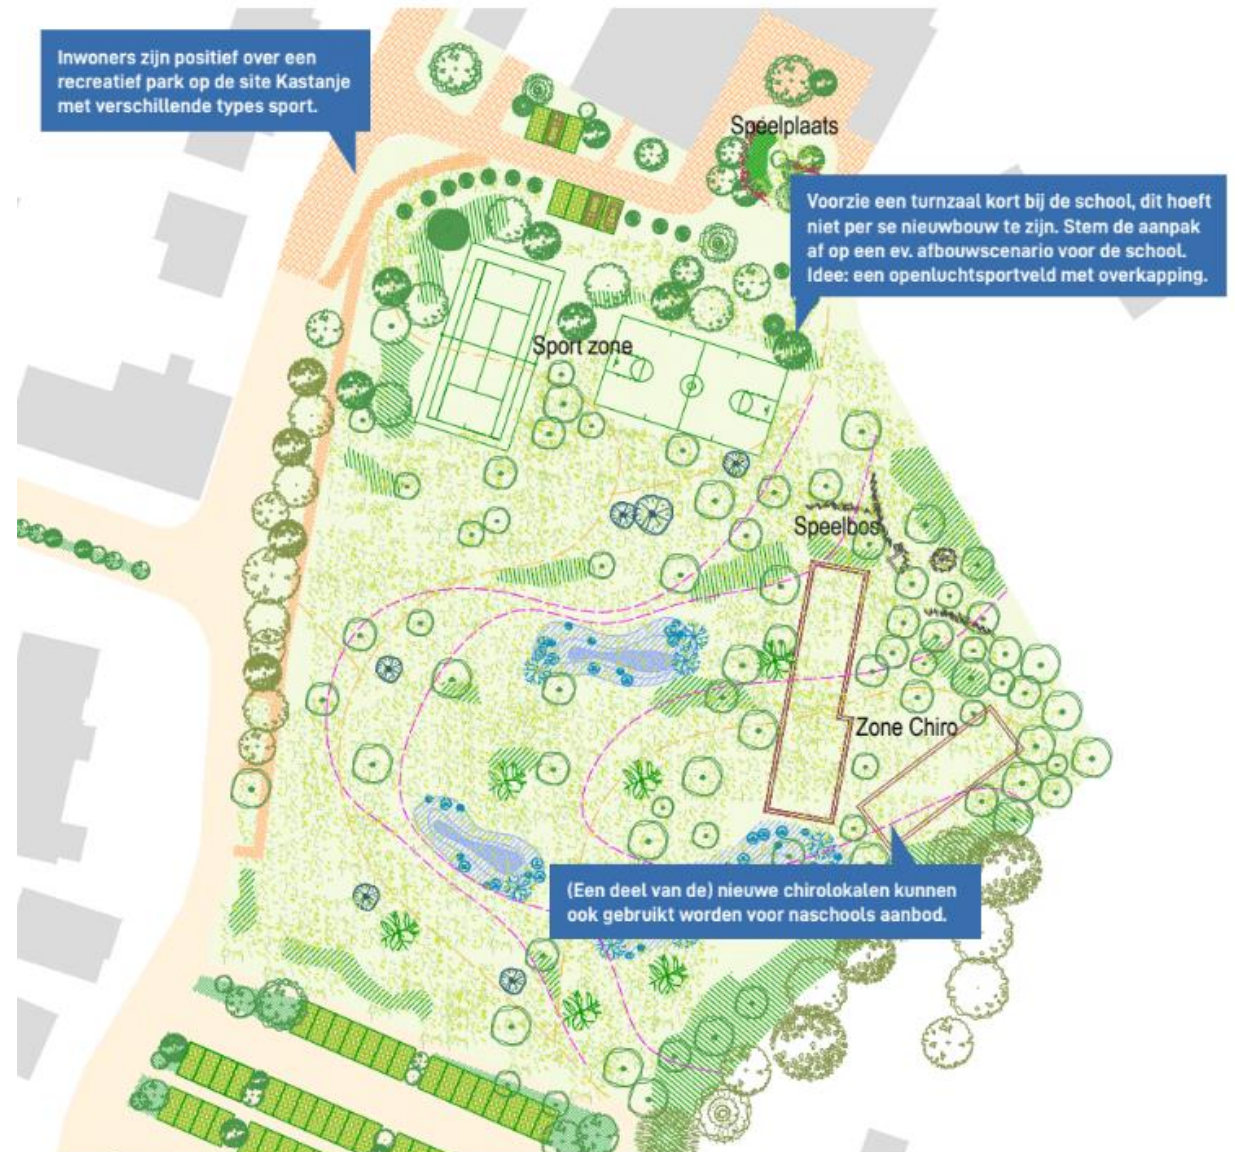 Inwoners zijn positief over een
recreatief park op de site Kastanje
met verschillende types sport.
Speelplaats
Voorzie een turnzaal kort bij de school, dit hoeft
niet per se nieuwbouw te zijn. Stem de aanpak
af op een ev. afbouwscenario voor de school.
Idee: een openluchtsportveld met overkapping.
Sport zone
Speelbos
Zone Chiro
(Een deel van de) nieuwe chirolokalen kunnen
ook gebruikt worden voor naschools aanbod.